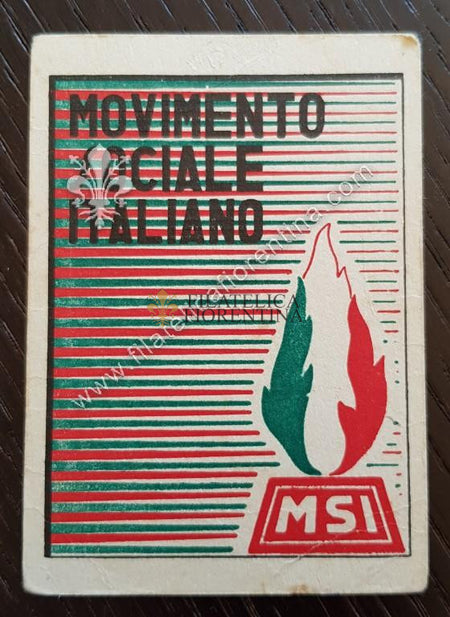 MOVIMENTO
SOCIALE
ITALIANO
www.filatelicafiorentina.com
FILATELICA
FIORENTINA
MSI